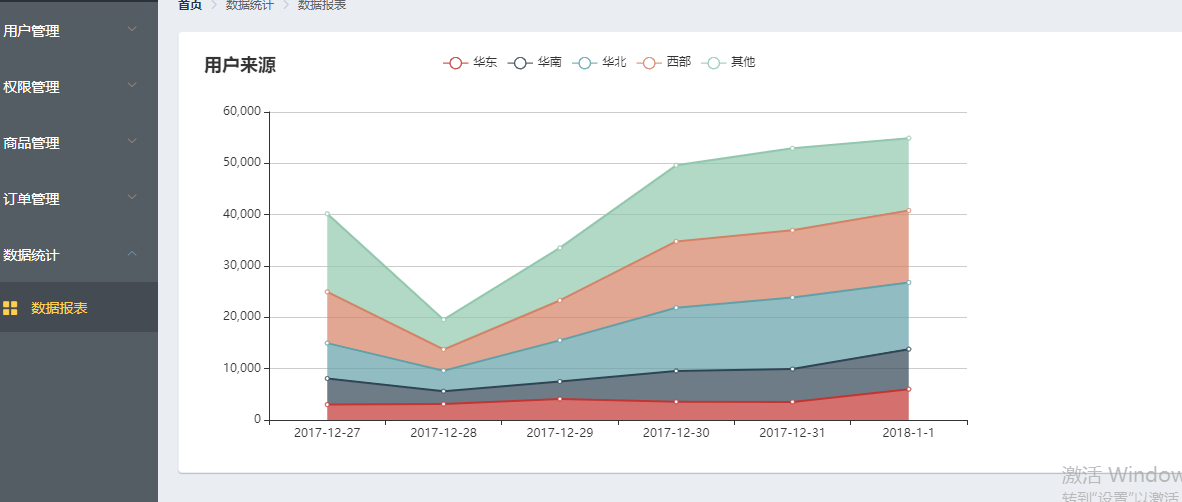 首页 > 数据统计 > 数据报表
用户管理
权限管理
商品管理
订单管理
数据统计
数据报表
用户来源
华东 华南 华北 西部 其他
60,000
50,000
40,000
30,000
20,000
10,000
0
2017-12-27 2017-12-28 2017-12-29 2017-12-30 2017-12-31 2018-1-1
激活 Window
转到"设置"以激活